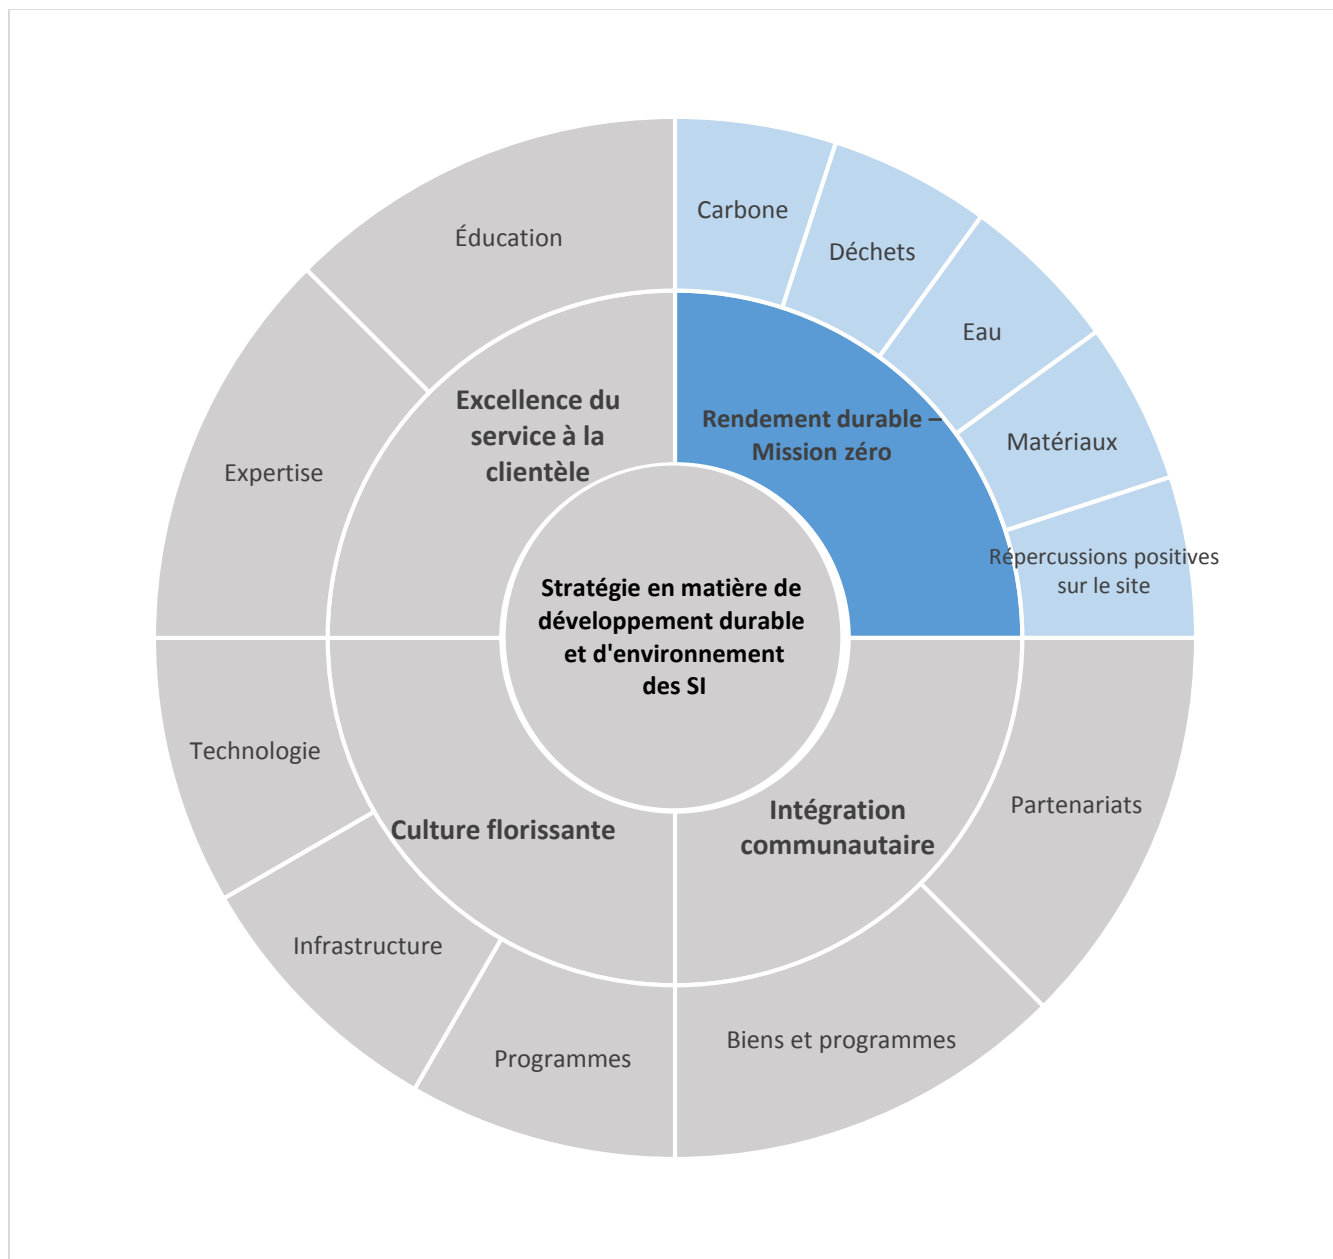 Carbone
Déchets
Eau
Matériaux
Répercussions positives
sur le site
Rendement durable –
Mission zéro
Éducation
Expertise
Excellence du
service à la
clientèle
Stratégie en matière de
développement durable
et d'environnement
des SI
Technologie
Infrastructure
Programmes
Culture florissante
Intégration
communautaire
Partenariats
Biens et programmes